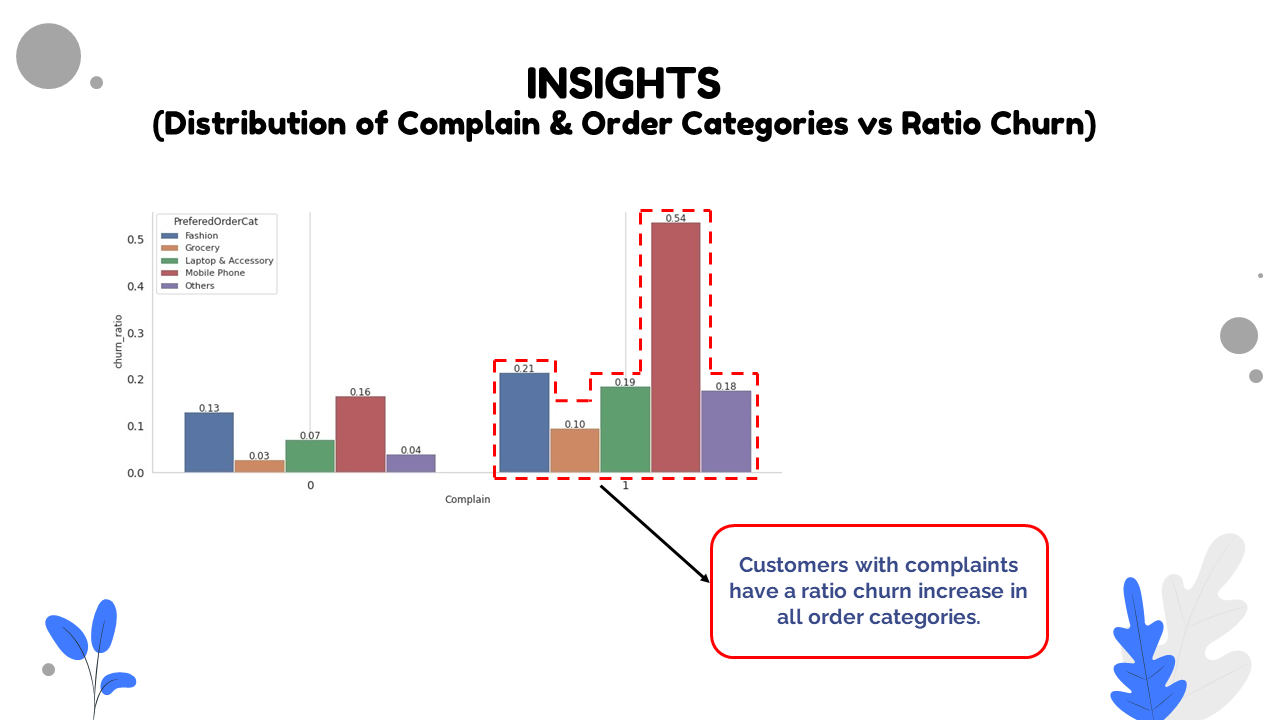 INSIGHTS
(Distribution of Complain & Order Categories vs Ratio Churn)
PreferedOrderCat
Fashion
Grocery
Laptop & Accessory
Mobile Phone
Others
churn_ratio
0.5
0.4
0.3
0.2
0.1
0.0
0.13
0.03
0.07
0.16
0.04
0.21
0.10
0.19
0.54
0.18
0
1
Complain
Customers with complaints
have a ratio churn increase in
all order categories.